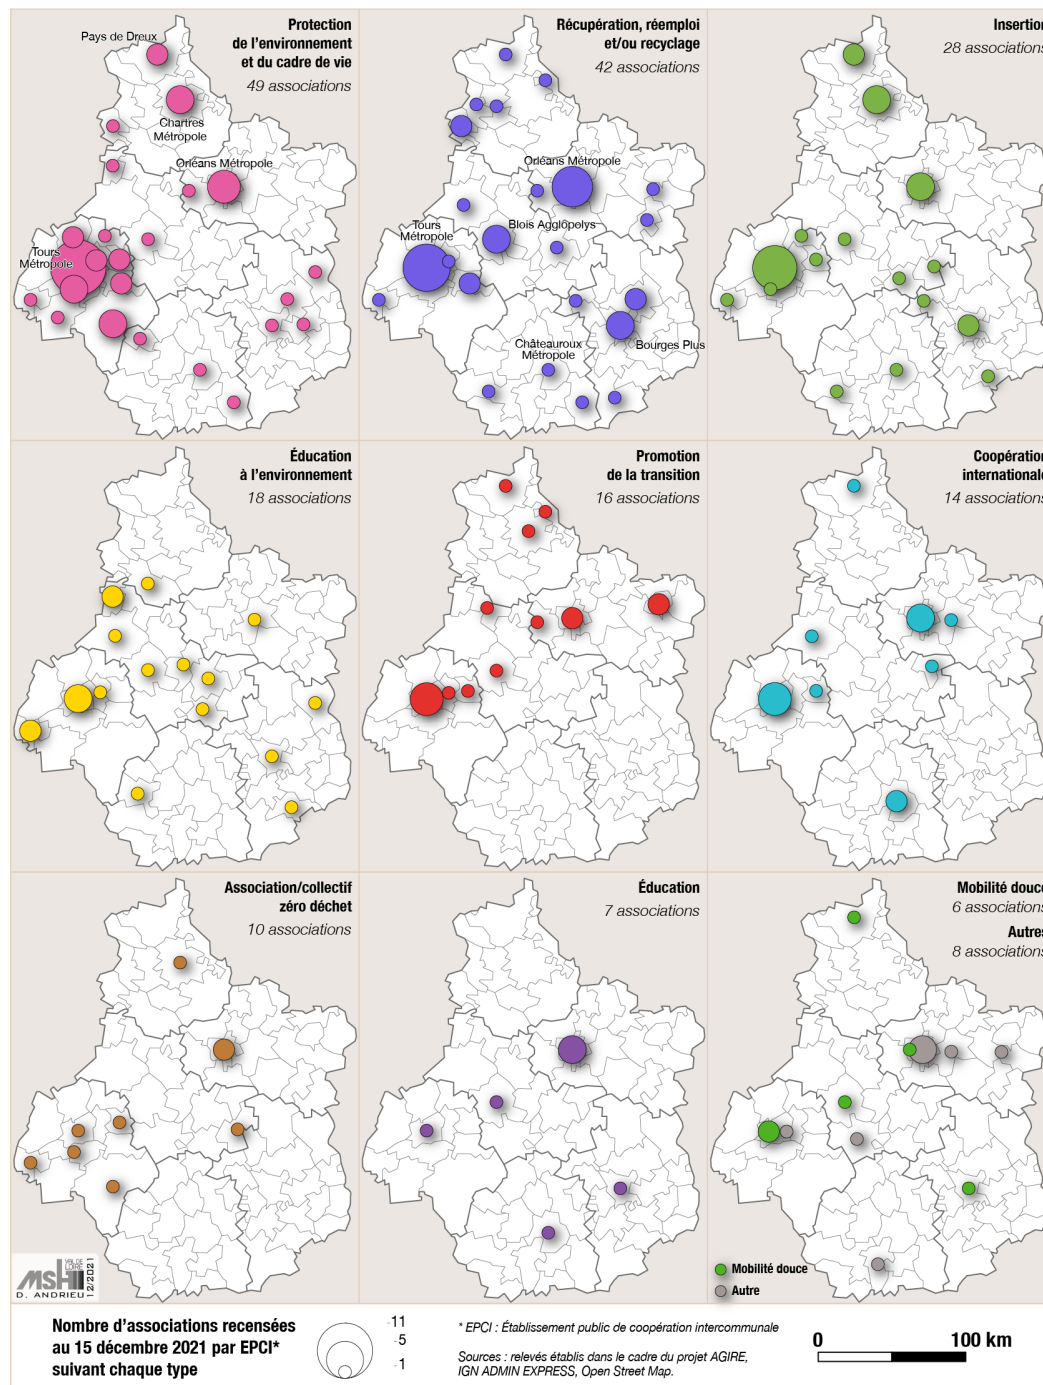 Protection
de l’environnement
et du cadre de vie
49 associations
Pays de Dreux
Chartres
Métropole
Orléans Métropole
Tours
Métropole
Récupération, réemploi
et/ou recyclage
42 associations
Orléans Métropole
Blois Agglopolys
Tours
Métropole
Châteauroux
Métropole
Bourges Plus
Insertion
28 associations
Éducation
à l’environnement
18 associations
Promotion
de la transition
16 associations
Coopération
internationale
14 associations
Association/collectif
zéro déchet
10 associations
Éducation
7 associations
Mobilité douce
6 associations
Autres
8 associations
Mobilité douce
Autre
MSH
VAL DE
LOIRE
D. ANDRIEU
12/2021
Nombre d’associations recensées
au 15 décembre 2021 par EPCI*
suivant chaque type
11
5
1
* EPCI : Établissement public de coopération intercommunale
Sources : relevés établis dans le cadre du projet AGIRE,
IGN ADMIN EXPRESS, Open Street Map.
0 100 km